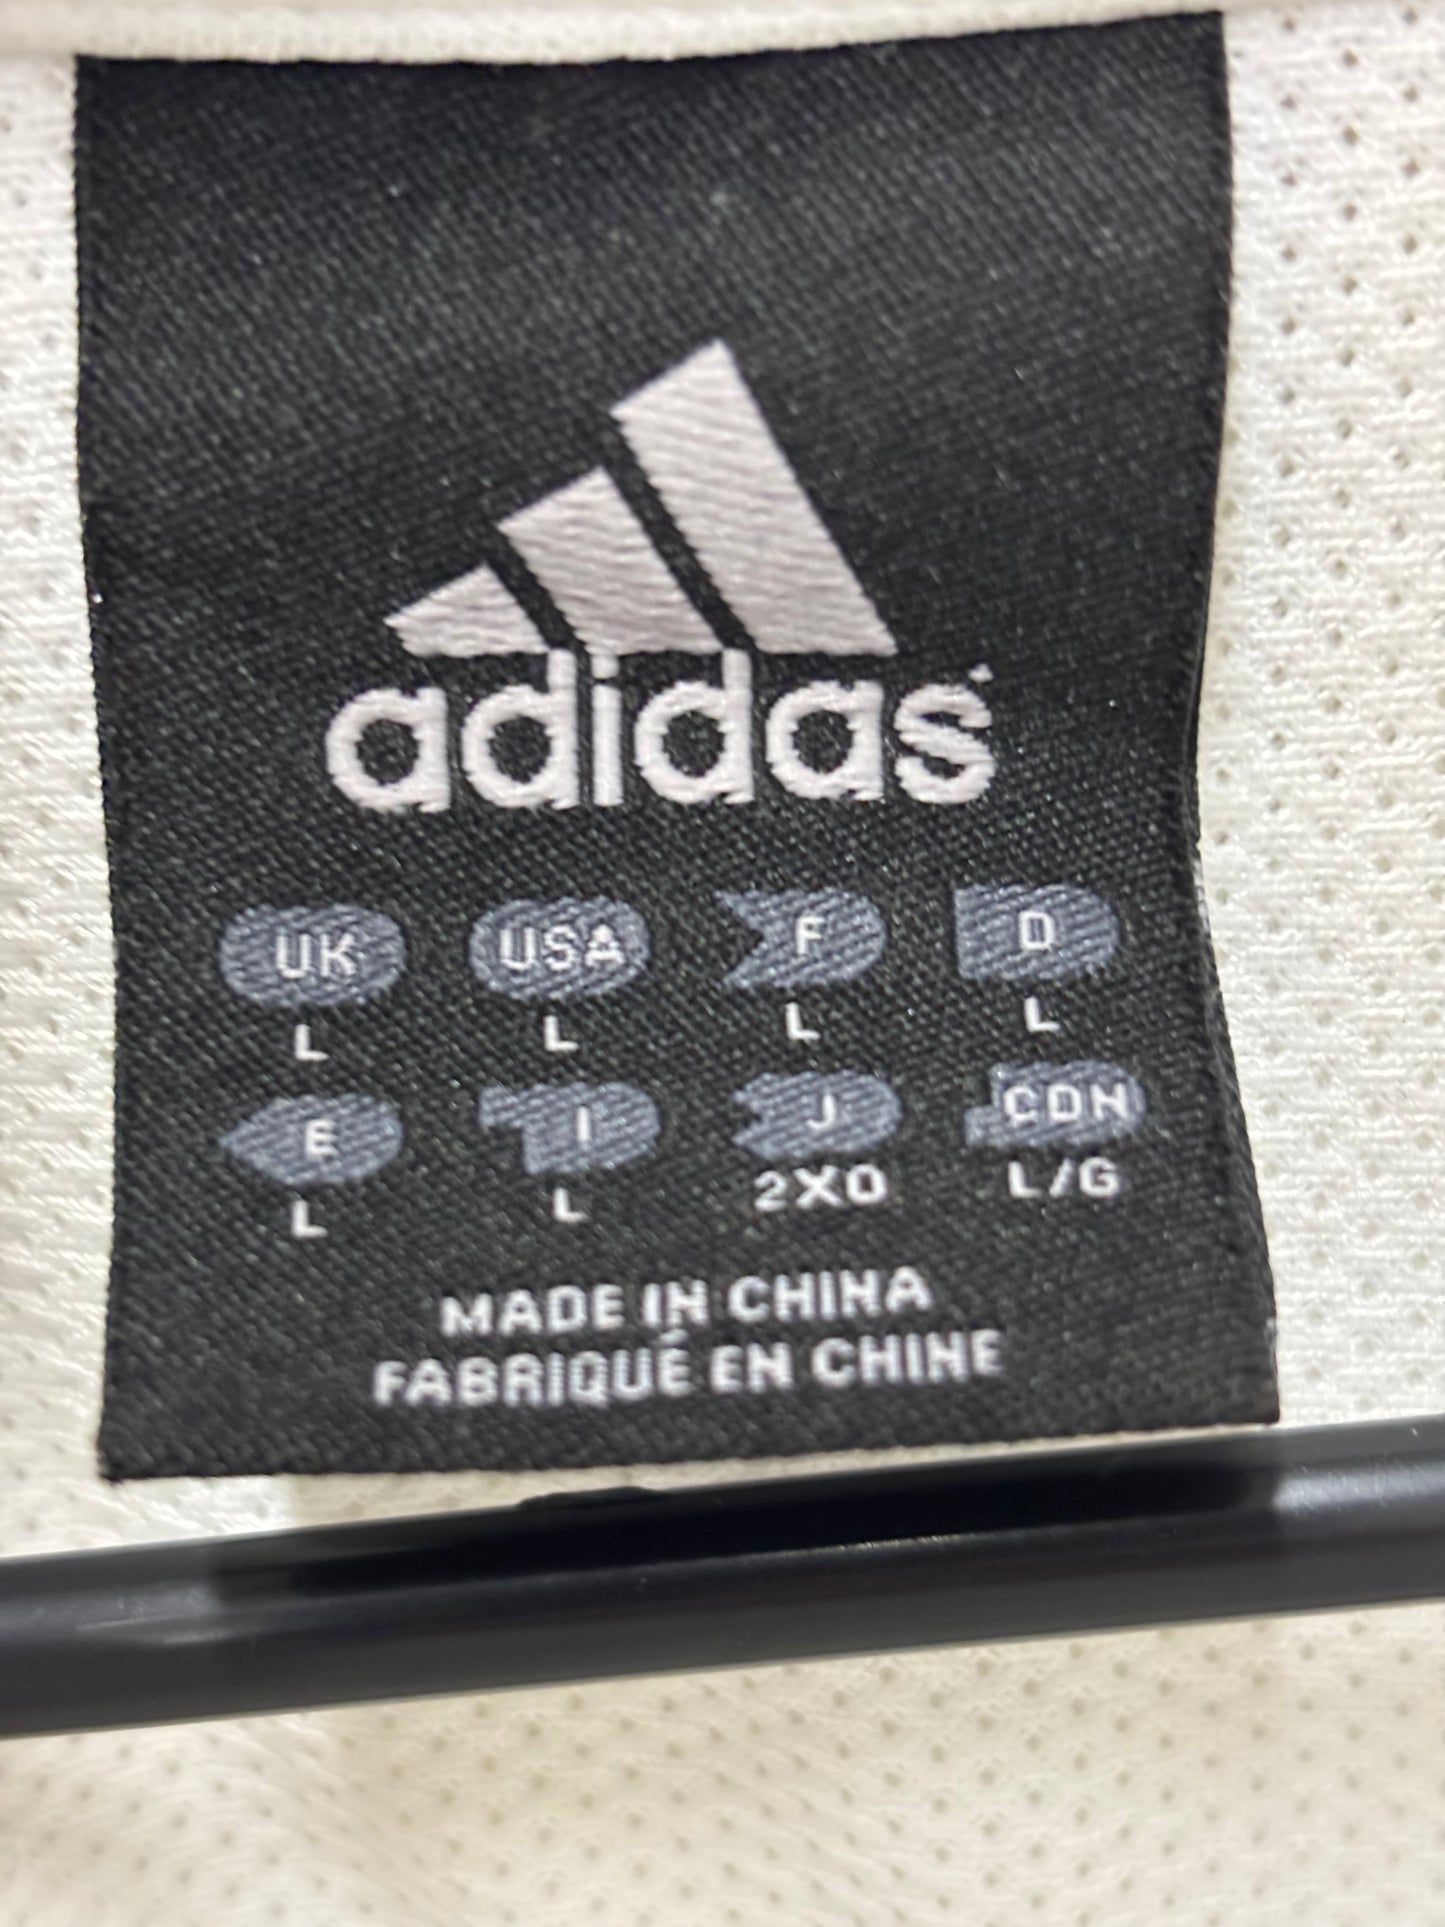 adidas
UK USA F D
L L L L
E I J CDN
L L 2XO L/G
MADE IN CHINA
FABRIQUÉ EN CHINE